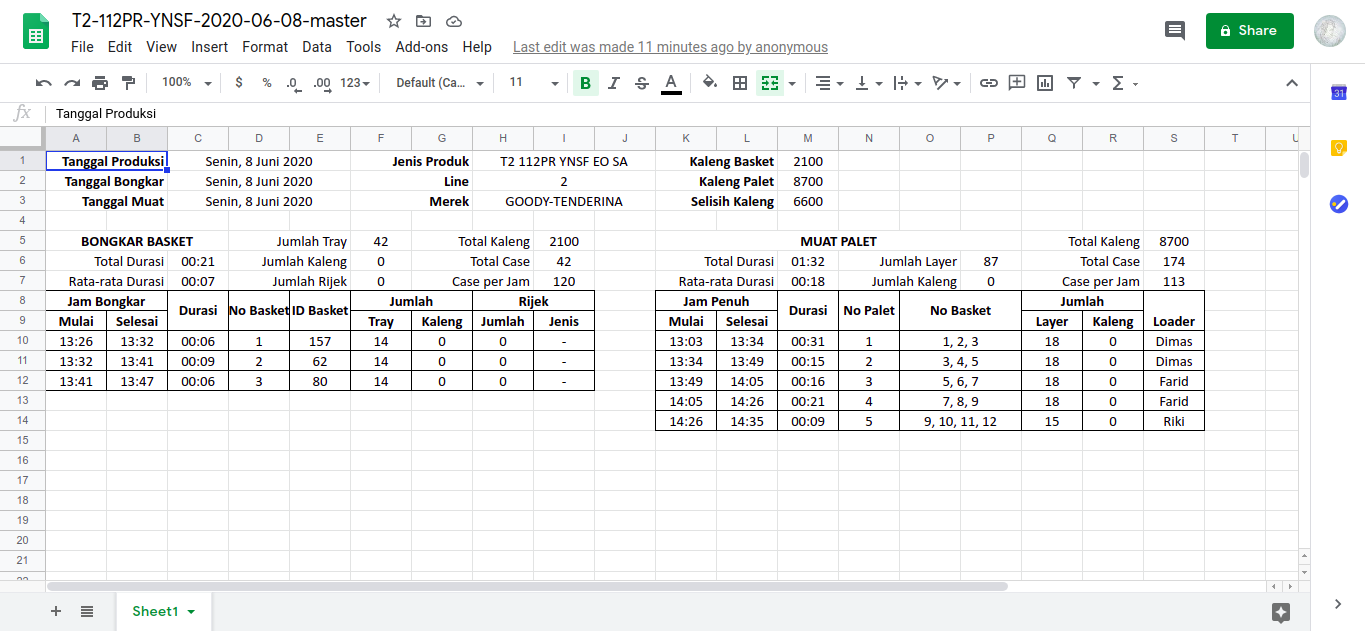 T2-112PR-YNSF-2020-06-08-master
File Edit View Insert Format Data Tools Add-ons Help Last edit was made 11 minutes ago by anonymous
Share
100% $ % .0 .00 123 Default (Ca... 11 B I S A
31
fx Tanggal Produksi
A B C D E F G H I J K L M N O P Q R S T U
1 Tanggal Produksi Senin, 8 Juni 2020 Jenis Produk T2 112PR YNSF EO SA Kaleng Basket 2100
2 Tanggal Bongkar Senin, 8 Juni 2020 Line 2 Kaleng Palet 8700
3 Tanggal Muat Senin, 8 Juni 2020 Merek GOODY-TENDERINA Selisih Kaleng 6600
4
5 BONGKAR BASKET Jumlah Tray 42 Total Kaleng 2100 MUAT PALET Total Kaleng 8700
6 Total Durasi 00:21 Jumlah Kaleng 0 Total Case 42 Total Durasi 01:32 Jumlah Layer 87 Total Case 174
7 Rata-rata Durasi 00:07 Jumlah Rijek 0 Case per Jam 120 Rata-rata Durasi 00:18 Jumlah Kaleng 0 Case per Jam 113
8 Jam Bongkar Durasi No Basket ID Basket Jumlah Rijek Jam Penuh Durasi No Palet No Basket Jumlah
9 Mulai Selesai Tray Kaleng Jumlah Jenis Mulai Selesai Layer Kaleng Loader
10 13:26 13:32 00:06 1 157 14 0 0 - 13:03 13:34 00:31 1 1, 2, 3 18 0 Dimas
11 13:32 13:41 00:09 2 62 14 0 0 - 13:34 13:49 00:15 2 3, 4, 5 18 0 Dimas
12 13:41 13:47 00:06 3 80 14 0 0 - 13:49 14:05 00:16 3 5, 6, 7 18 0 Farid
13 14:05 14:26 00:21 4 7, 8, 9 18 0 Farid
14 14:26 14:35 00:09 5 9, 10, 11, 12 15 0 Riki
15
16
17
18
19
20
21
22
Sheet1